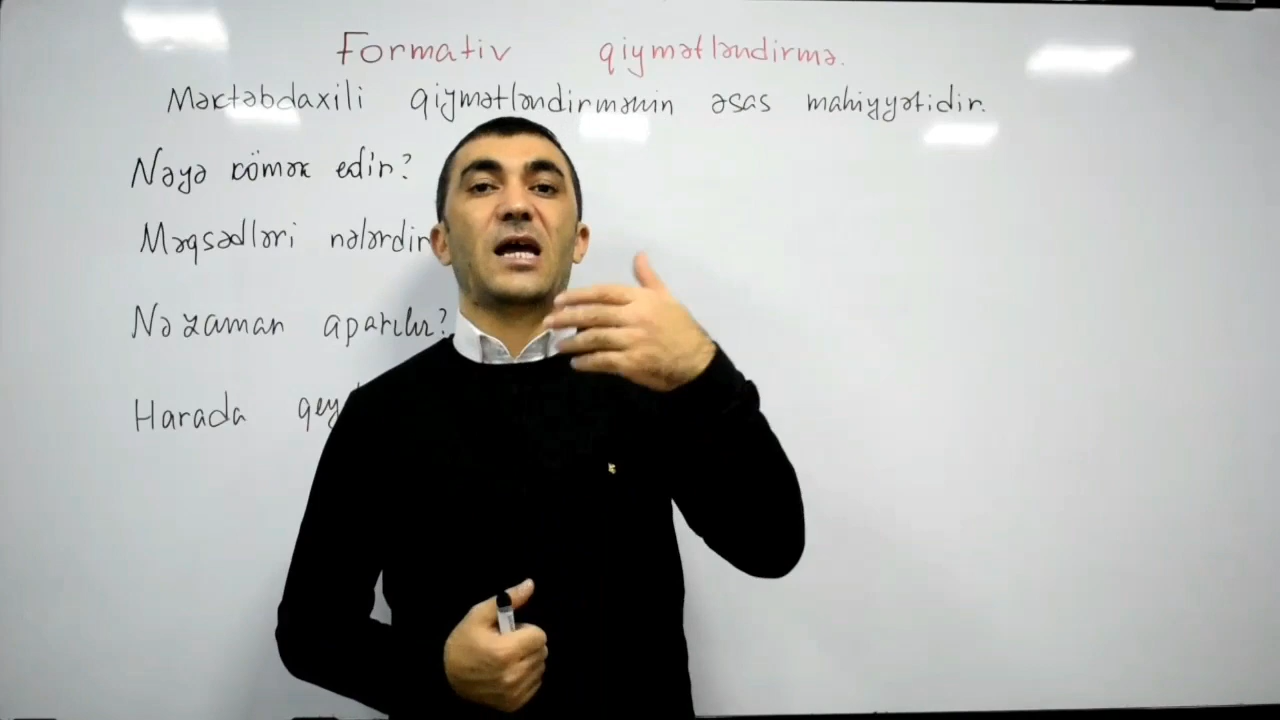 Formativ qiymətləndirmə.
Məktəbdaxili qiymətləndirmənin əsas mahiyyətidir.
Nəyə kömək edir?
Məqsədləri nələrdir
Nə zaman aparılır?
Harada